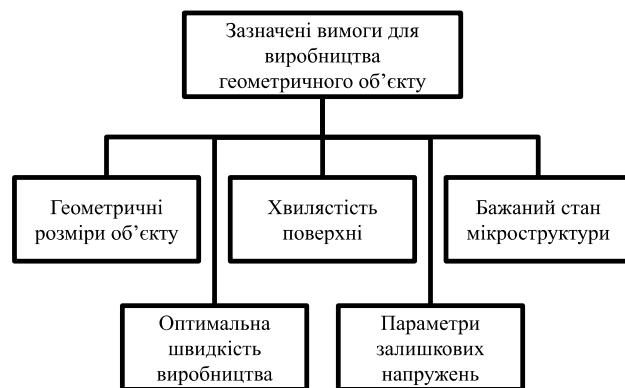 Зазначені вимоги для
виробництва
геометричного об’єкту
Геометричні
розміри об’єкту
Хвилястість
поверхні
Бажаний стан
мікроструктури
Оптимальна
швидкість
виробництва
Параметри
залишкових
напружень